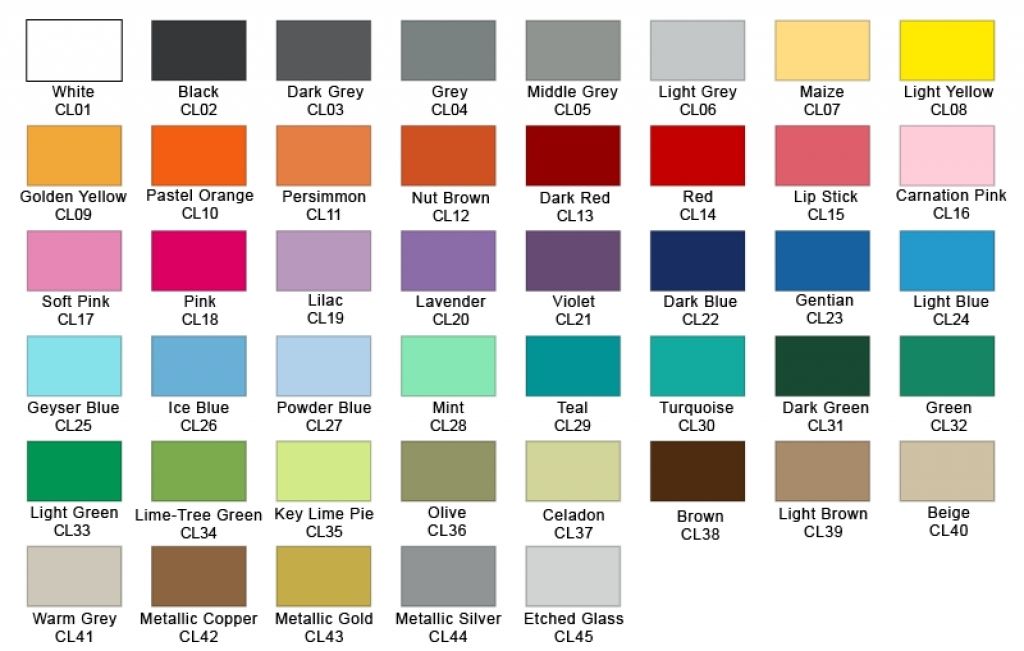 White
CL01
Black
CL02
Dark Grey
CL03
Grey
CL04
Middle Grey
CL05
Light Grey
CL06
Maize
CL07
Light Yellow
CL08
Golden Yellow
CL09
Pastel Orange
CL10
Persimmon
CL11
Nut Brown
CL12
Dark Red
CL13
Red
CL14
Lip Stick
CL15
Carnation Pink
CL16
Soft Pink
CL17
Pink
CL18
Lilac
CL19
Lavender
CL20
Violet
CL21
Dark Blue
CL22
Gentian
CL23
Light Blue
CL24
Geyser Blue
CL25
Ice Blue
CL26
Powder Blue
CL27
Mint
CL28
Teal
CL29
Turquoise
CL30
Dark Green
CL31
Green
CL32
Light Green
CL33
Lime-Tree Green
CL34
Key Lime Pie
CL35
Olive
CL36
Celadon
CL37
Brown
CL38
Light Brown
CL39
Beige
CL40
Warm Grey
CL41
Metallic Copper
CL42
Metallic Gold
CL43
Metallic Silver
CL44
Etched Glass
CL45